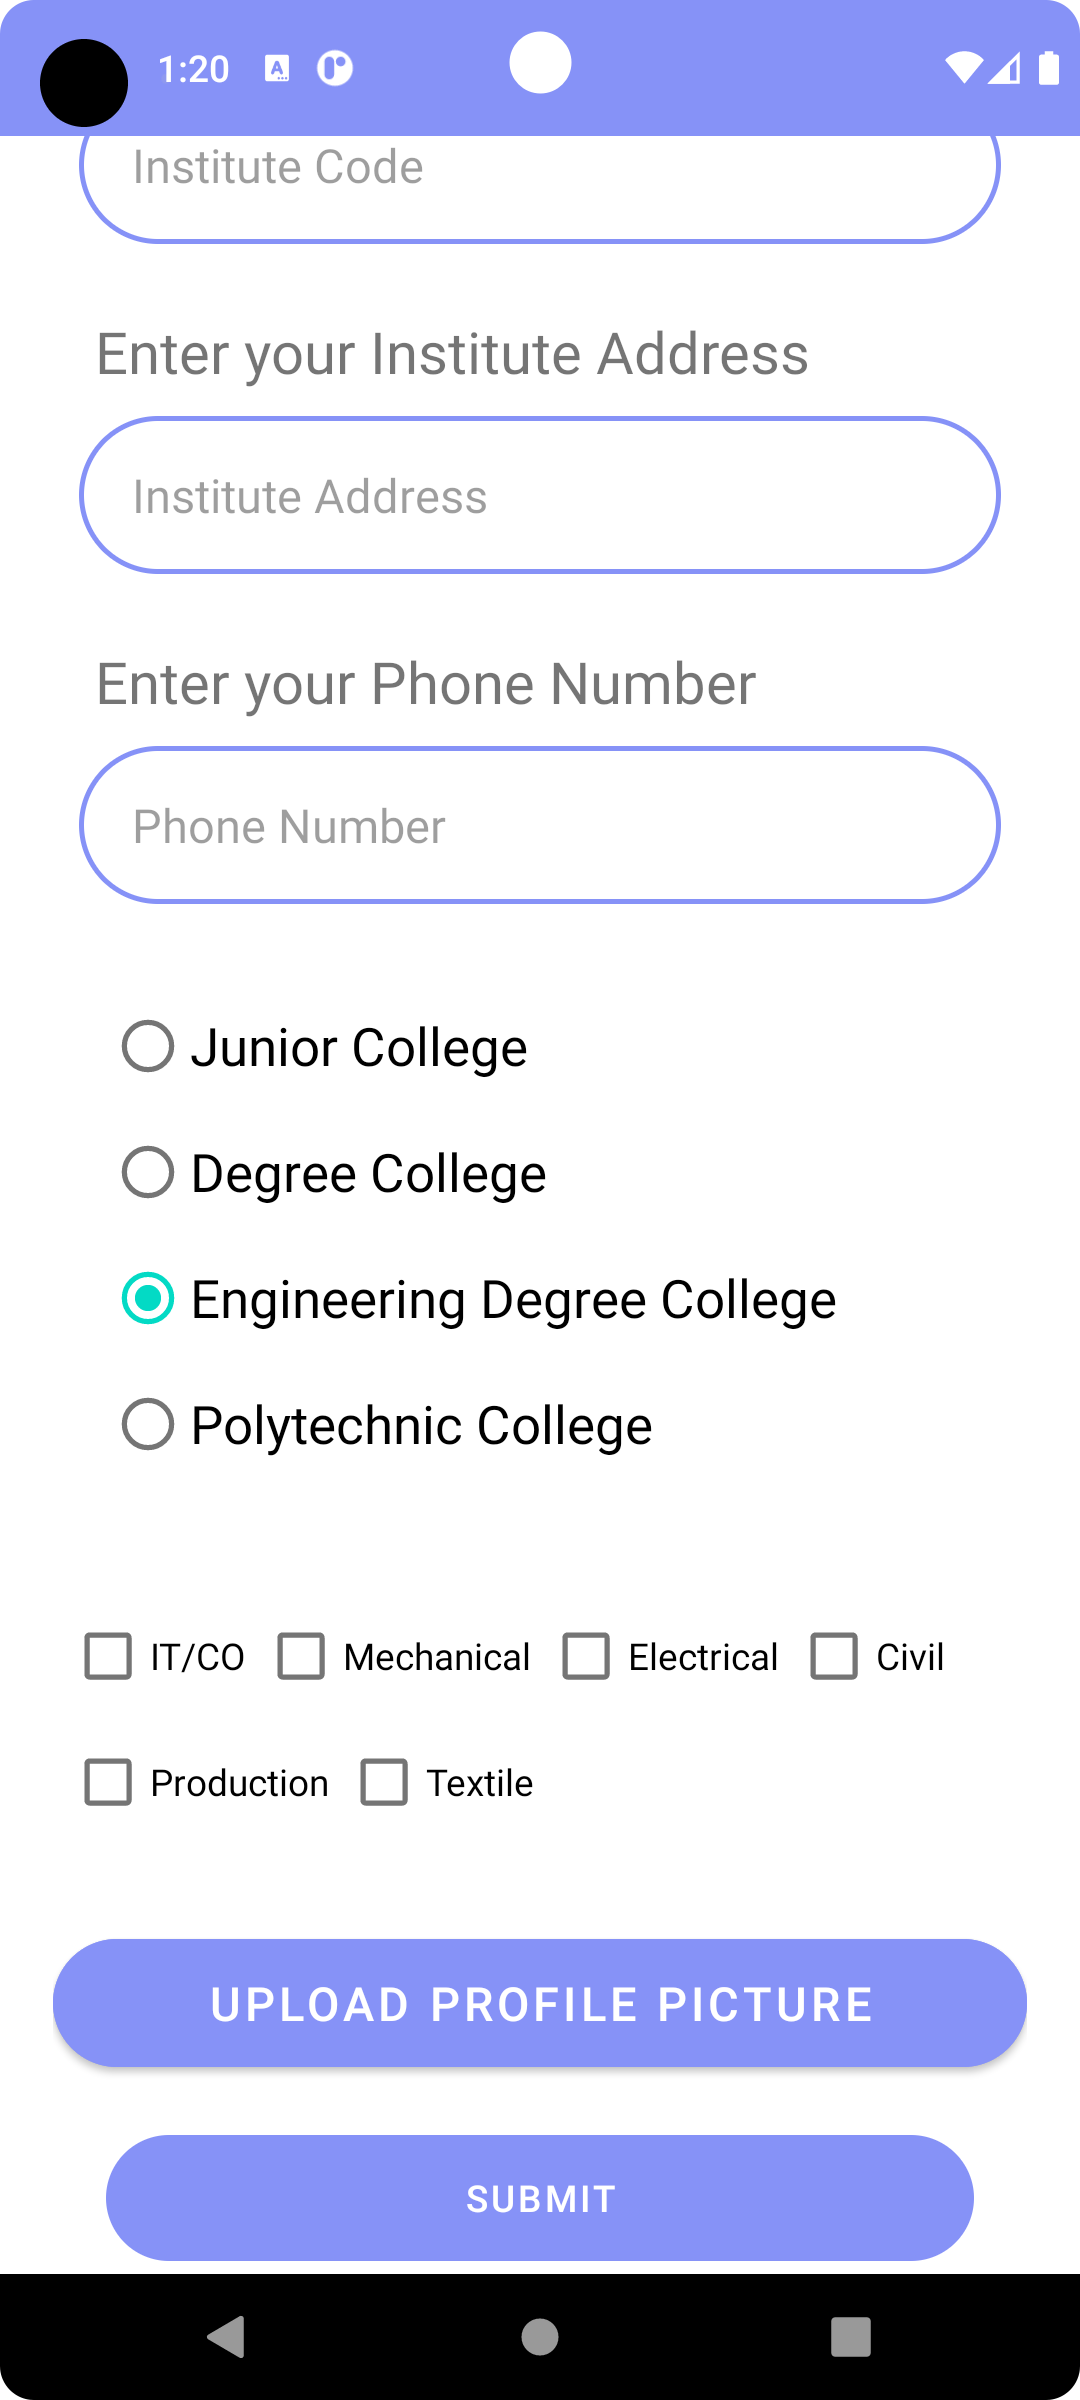 1:20
Institute Code
Enter your Institute Address
Institute Address
Enter your Phone Number
Phone Number
Junior College
Degree College
Engineering Degree College
Polytechnic College
IT/CO Mechanical Electrical Civil
Production Textile
UPLOAD PROFILE PICTURE
SUBMIT